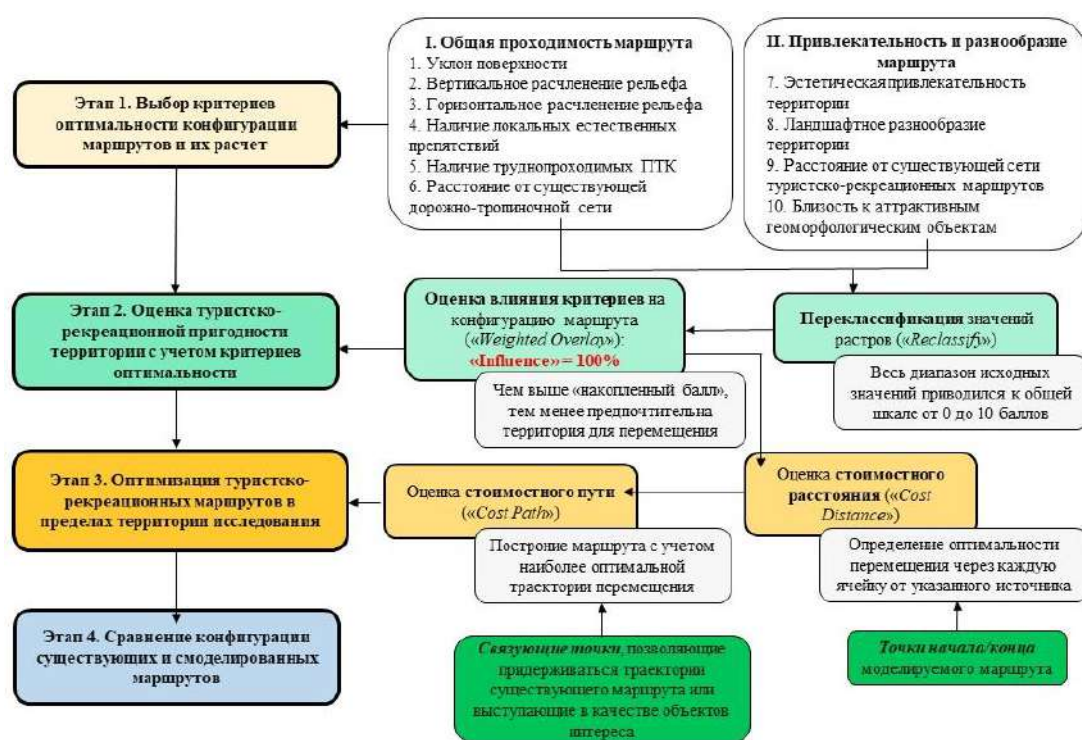 I. Общая проходимость маршрута
1. Уклон поверхности
2. Вертикальное расчленение рельефа
3. Горизонтальное расчленение рельефа
4. Наличие локальных естественных
препятствий
5. Наличие труднопроходимых ПТК
6. Расстояние от существующей
дорожно-тропиночной сети
II. Привлекательность и разнообразие
маршрута
7. Эстетическая привлекательность
территории
8. Ландшафтное разнообразие
территории
9. Расстояние от существующей сети
туристско-рекреационных маршрутов
10. Близость к аттрактивным
геоморфологическим объектам
Этап 1. Выбор критериев
оптимальности конфигурации
маршрутов и их расчет
Этап 2. Оценка туристско-
рекреационной пригодности
территории с учетом критериев
оптимальности
Оценка влияния критериев на
конфигурацию маршрута
(«Weighted Overlay»):
«Influence» = 100%
Чем выше «накопленный балл»,
тем менее предпочтительна
территория для перемещения
Переклассификация значений
растров («Reclassify»)
Весь диапазон исходных
значений приводился к общей
шкале от 0 до 10 баллов
Этап 3. Оптимизация туристско-
рекреационных маршрутов в
пределах территории исследования
Оценка стоимостного пути
(«Cost Path»)
Построние маршрута с учетом
наиболее оптимальной
траектории перемещения
Оценка стоимостного
расстояния («Cost
Distance»)
Определение оптимальности
перемещения через каждую
ячейку от указанного источника
Этап 4. Сравнение конфигурации
существующих и смоделированных
маршрутов
Связующие точки, позволяющие
придерживаться траектории
существующего маршрута или
выступающие в качестве объектов
интереса
Точки начала/конца
моделируемого маршрута